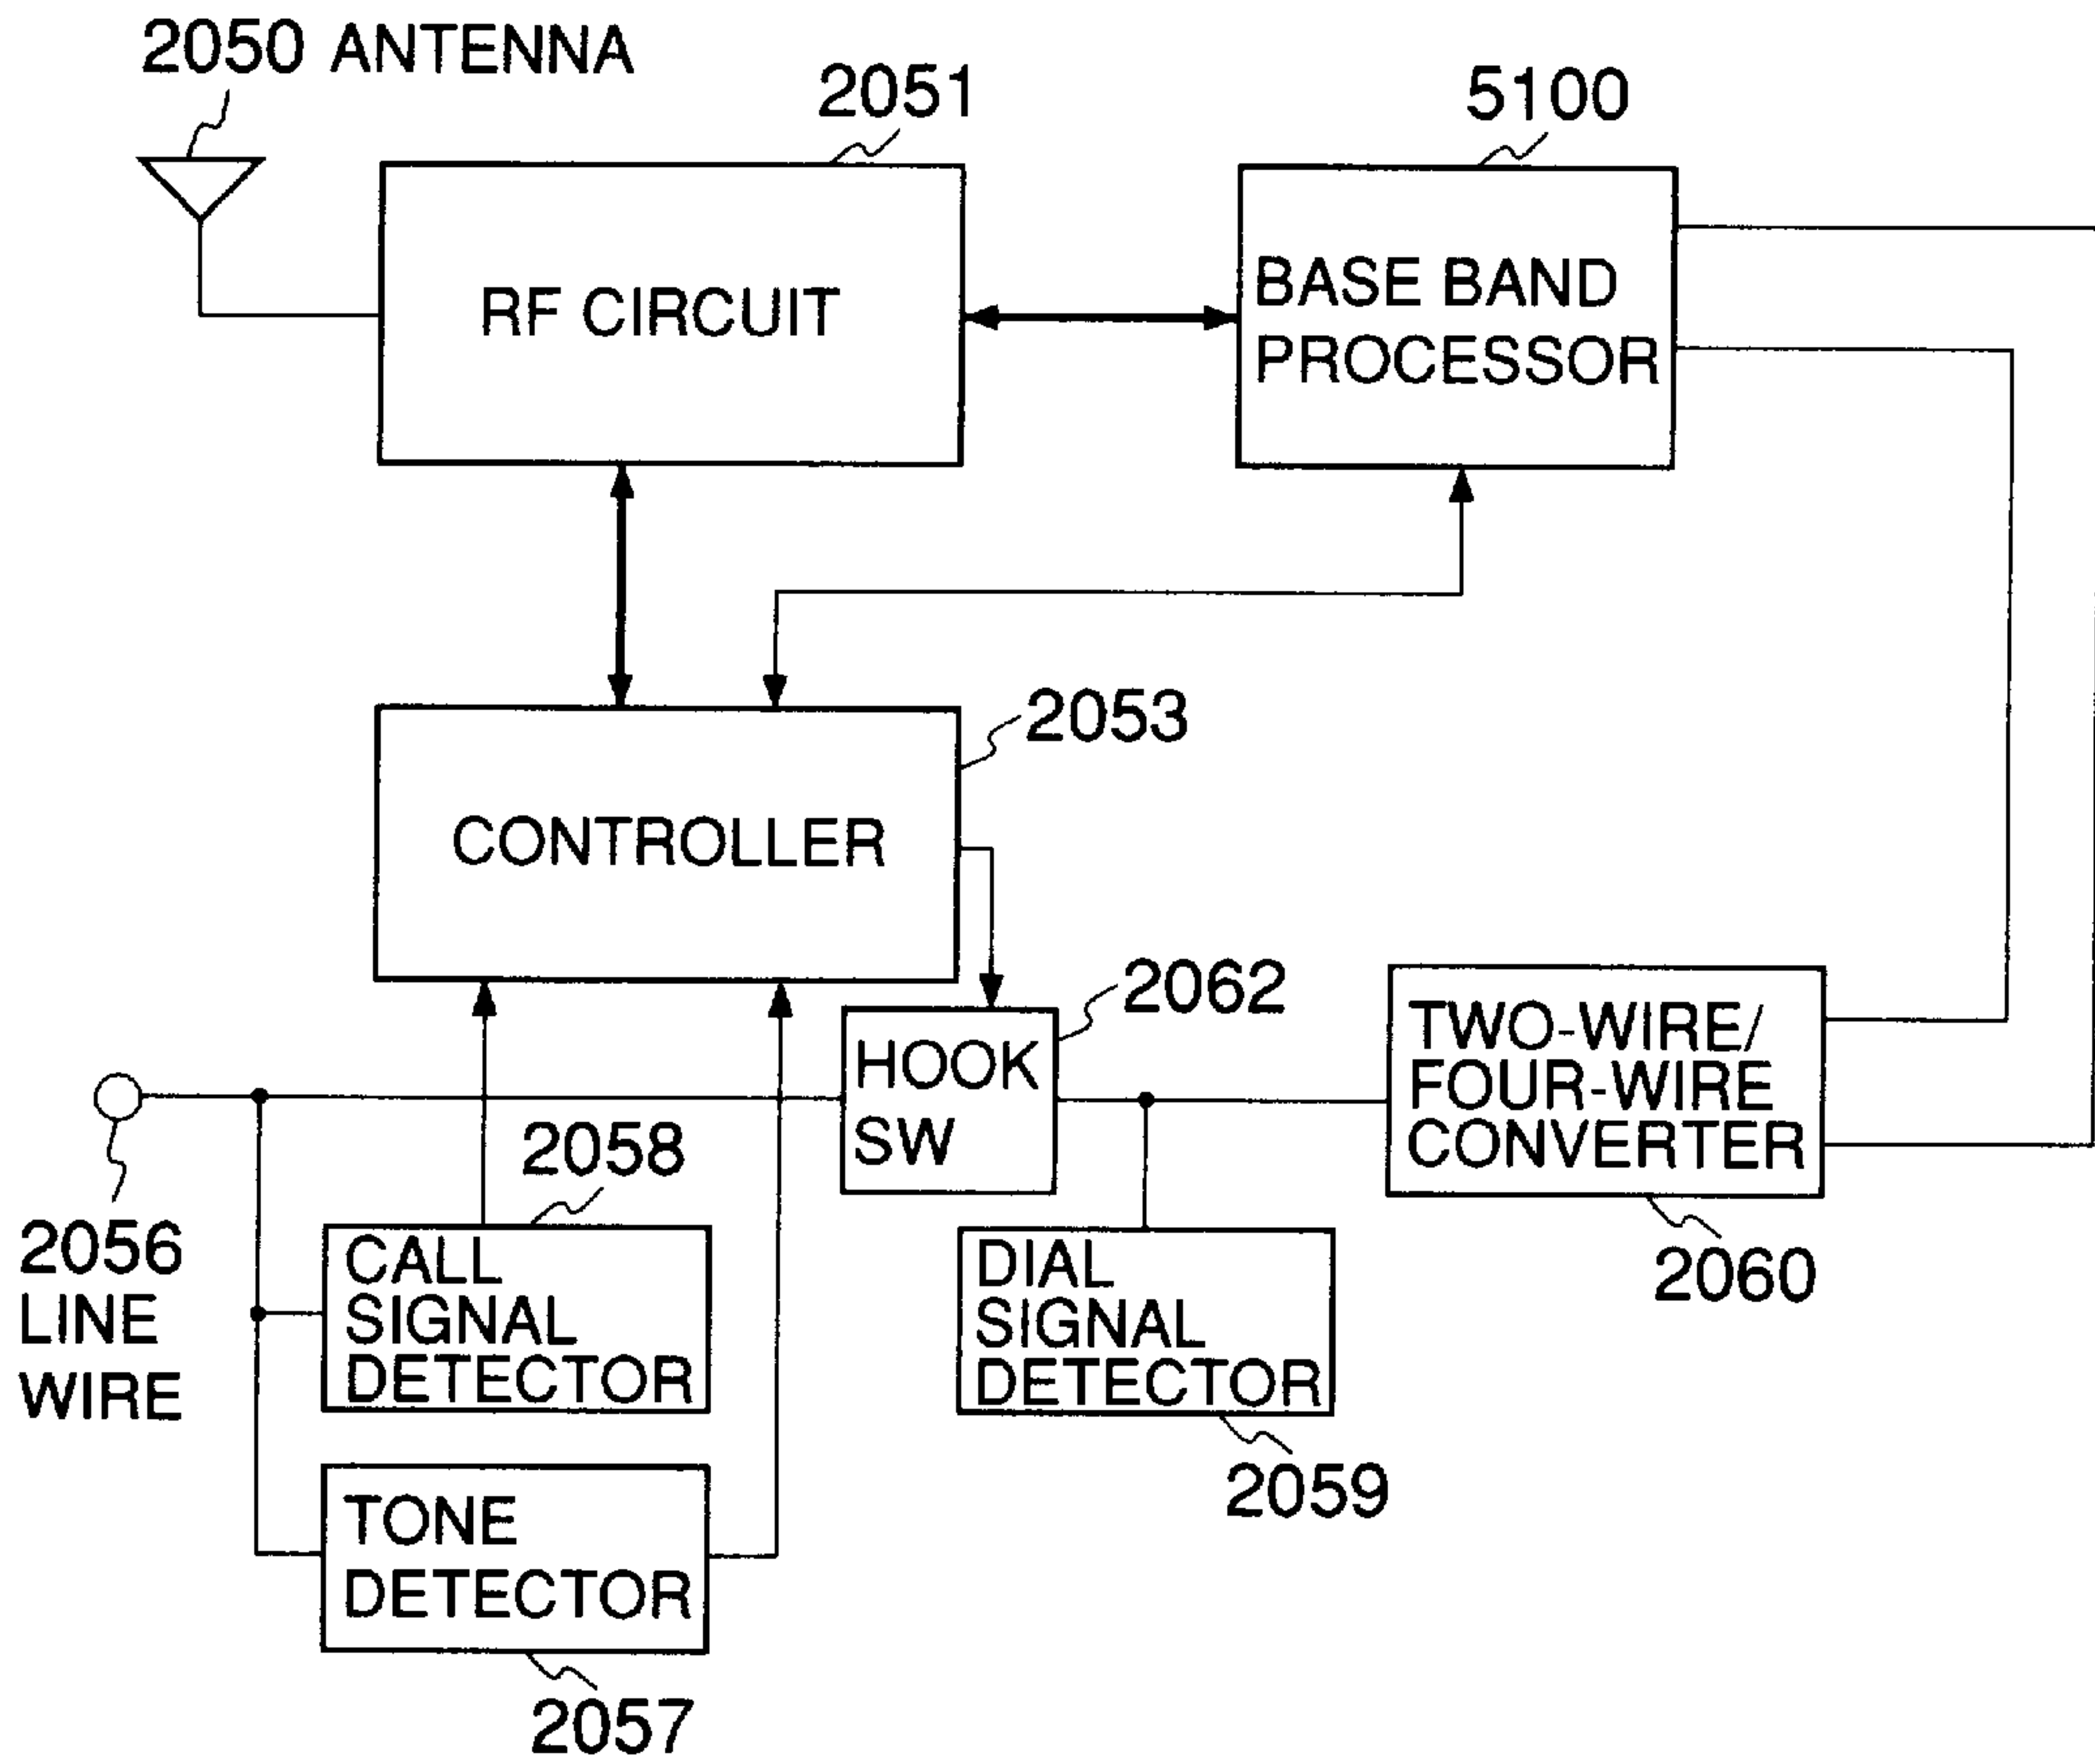 2050 ANTENNA
2051
5100
RF CIRCUIT
BASE BAND
PROCESSOR
2053
CONTROLLER
2062
HOOK
SW
TWO-WIRE/
FOUR-WIRE
CONVERTER
2058
2056
LINE
WIRE
CALL
SIGNAL
DETECTOR
DIAL
SIGNAL
DETECTOR
2060
2059
TONE
DETECTOR
2057